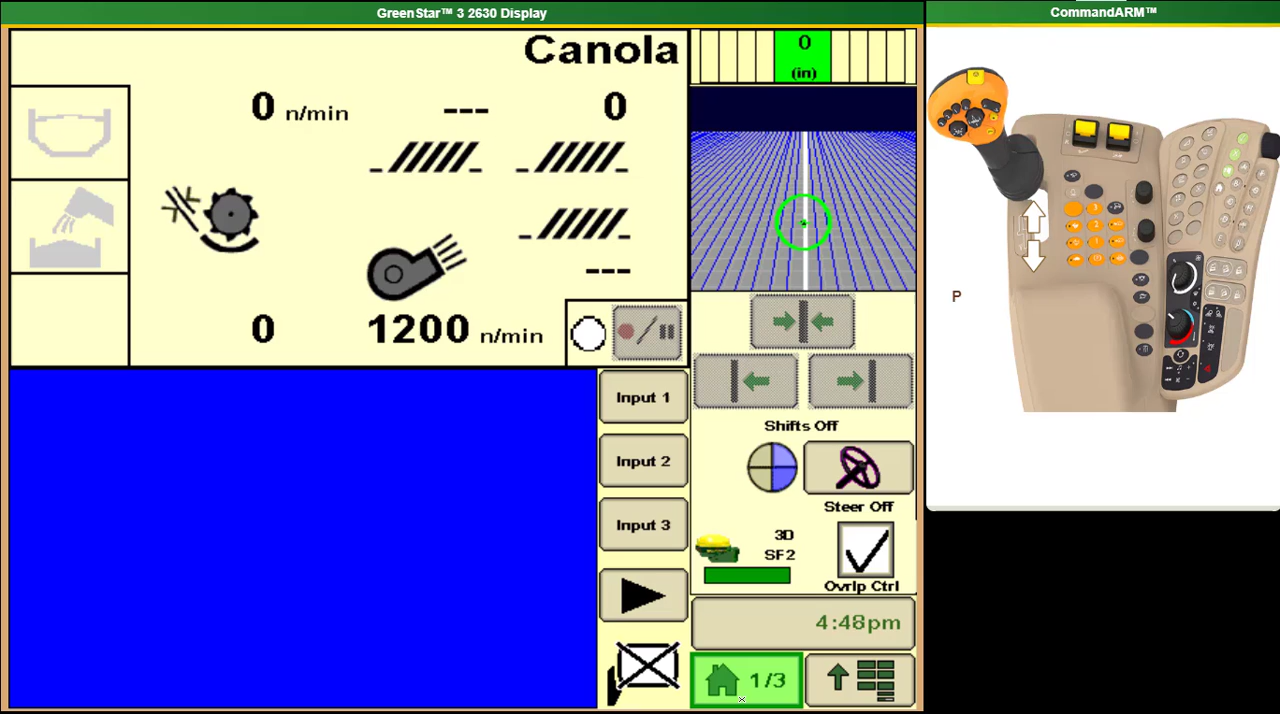 GreenStar™ 3 2630 Display
CommandARM™
Canola
0
(in)
0 n/min
---
0
---
0
1200 n/min
Input 1
Input 2
Input 3
Shifts Off
Steer Off
3D
SF2
Ovrlp Ctrl
4:48pm
1/3
P